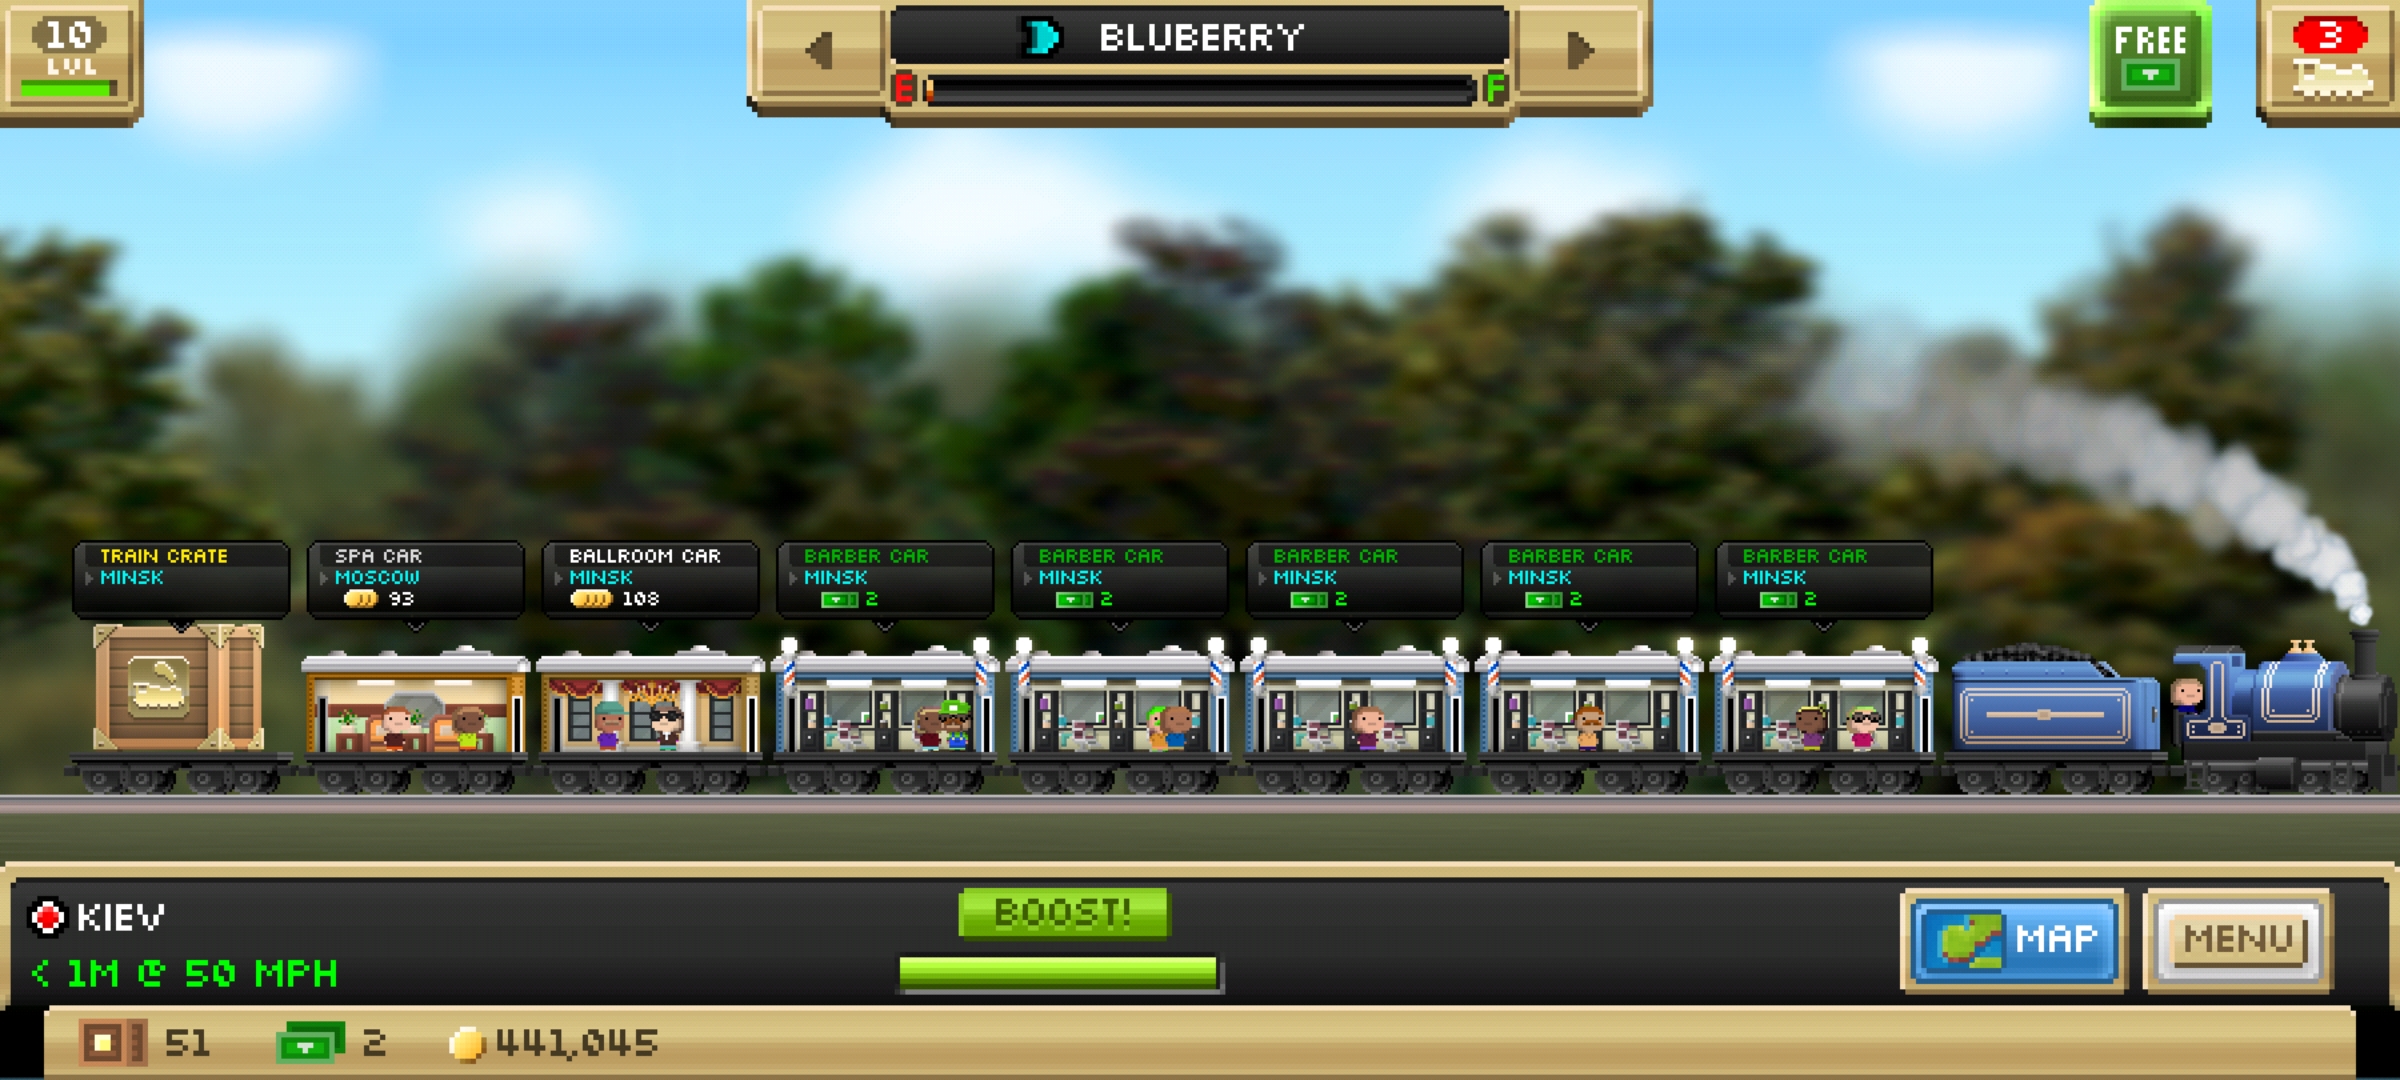 10
LVL
BLUBERRY
E
F
FREE
3
TRAIN CRATE
MINSK
SPA CAR
MOSCOW
93
BALLROOM CAR
MINSK
108
BARBER CAR
MINSK
2
BARBER CAR
MINSK
2
BARBER CAR
MINSK
2
BARBER CAR
MINSK
2
BARBER CAR
MINSK
2
KIEV
< 1M @ 50 MPH
BOOST!
MAP
MENU
51
2
441,045